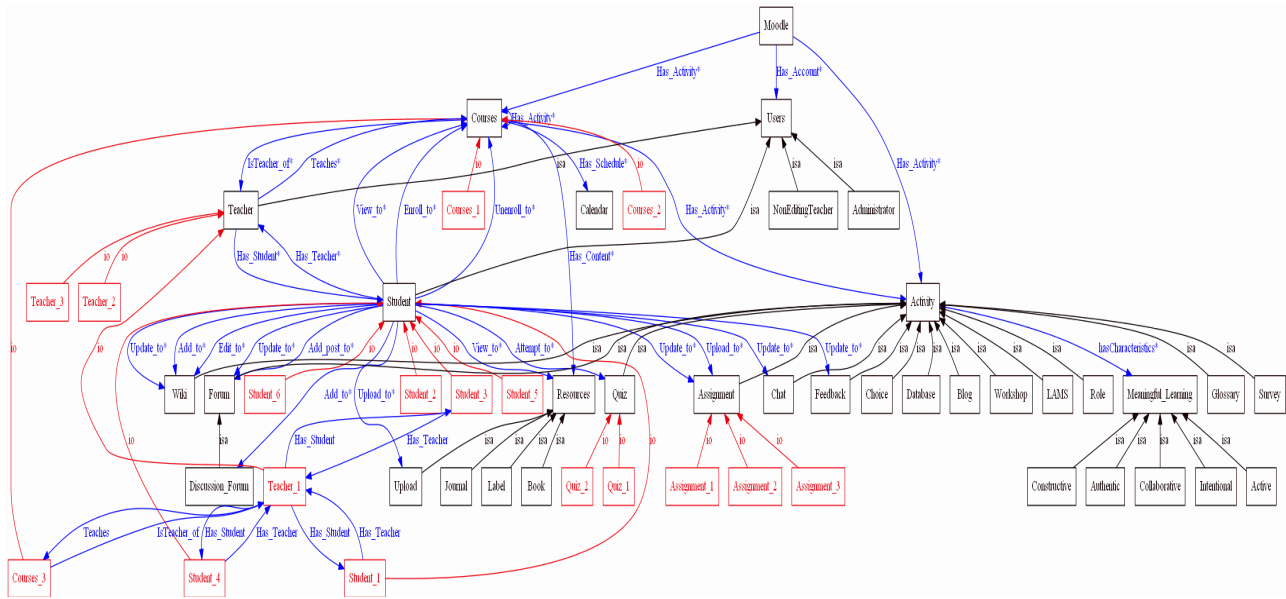 Moodle
Has_Activity*
Has_Account*
Courses
Has_Activity*
Users
IsTeacher_of*
Teaches*
io
isa
Has_Schedule*
io
Has_Activity*
isa
isa
Teacher
View_to*
Enroll_to*
Unenroll_to*
Courses_1
Calendar
Courses_2
Has_Activity*
isa
NonEditingTeacher
Administrator
io
io
Has_Student*
Has_Teacher*
Has_Content*
Teacher_3
Teacher_2
Student
Activity
Update_to*
Add_to*
Edit_to*
Update_to*
Add_post_to*
io
io
io
io
View_to*
Attempt_to*
isa
isa
isa
isa
Update_to*
Upload_to*
Update_to*
Update_to*
isa
isa
isa
isa
isa
isa
isa
isa
isa
hasCharacteristics*
isa
isa
Wiki
Forum
Student_6
Add_to*
Upload_to*
Student_2
Student_3
Student_5
Resources
Quiz
Assignment
Chat
Feedback
Choice
Database
Blog
Workshop
LAMS
Role
Meaningful_Learning
Glossary
Survey
io
io
isa
Has_Student
Has_Teacher
io
isa
isa
isa
isa
io
io
io
io
io
isa
isa
isa
isa
isa
Discussion_Forum
Teacher_1
Upload
Journal
Label
Book
Quiz_2
Quiz_1
Assignment_1
Assignment_2
Assignment_3
Constructive
Authentic
Collaborative
Intentional
Active
Teaches
IsTeacher_of
Has_Student
Has_Teacher
Has_Student
Has_Teacher
Courses_3
Student_4
Student_1